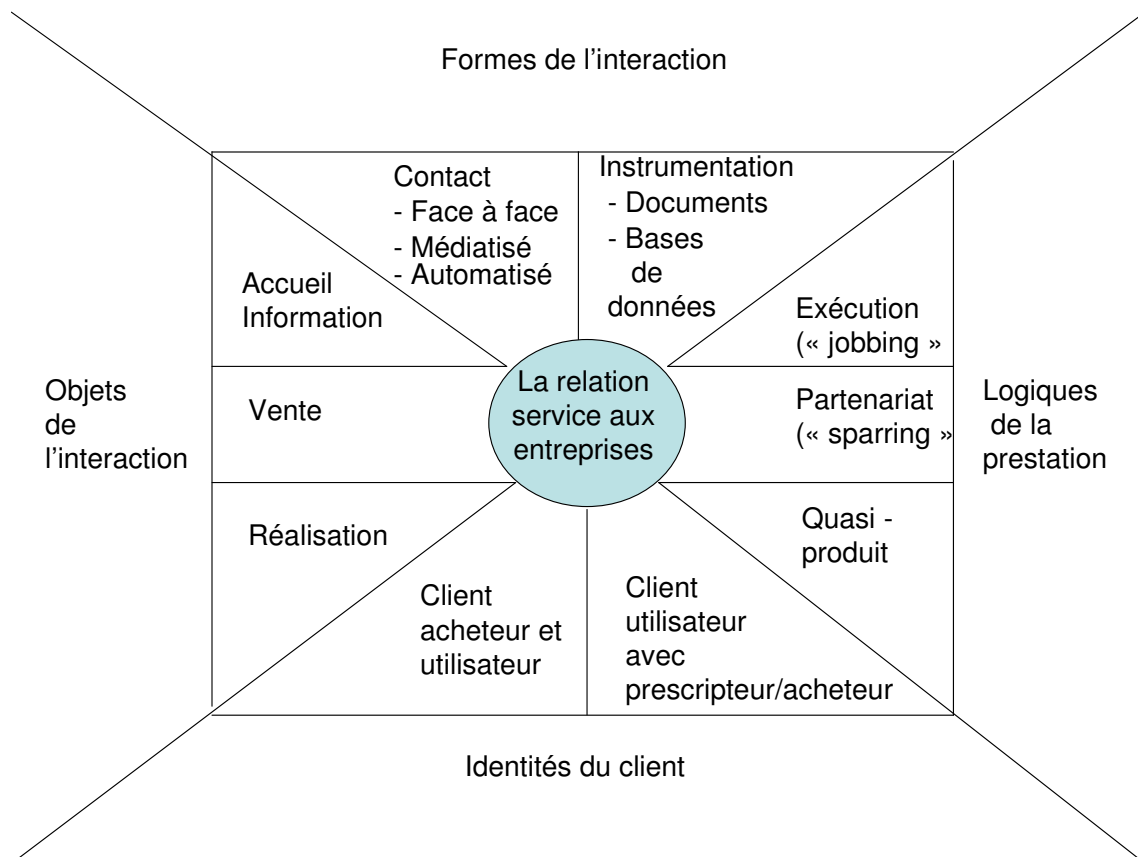 Formes de l’interaction
Contact
- Face à face
- Médiatisé
- Automatisé
Instrumentation
- Documents
- Bases
de
données
Accueil
Information
Vente
Réalisation
Objets
de
l’interaction
La relation
service aux
entreprises
Exécution
(« jobbing »
Partenariat
(« sparring »
Quasi -
produit
Logiques
de la
prestation
Client
acheteur et
utilisateur
Client
utilisateur
avec
prescripteur/acheteur
Identités du client